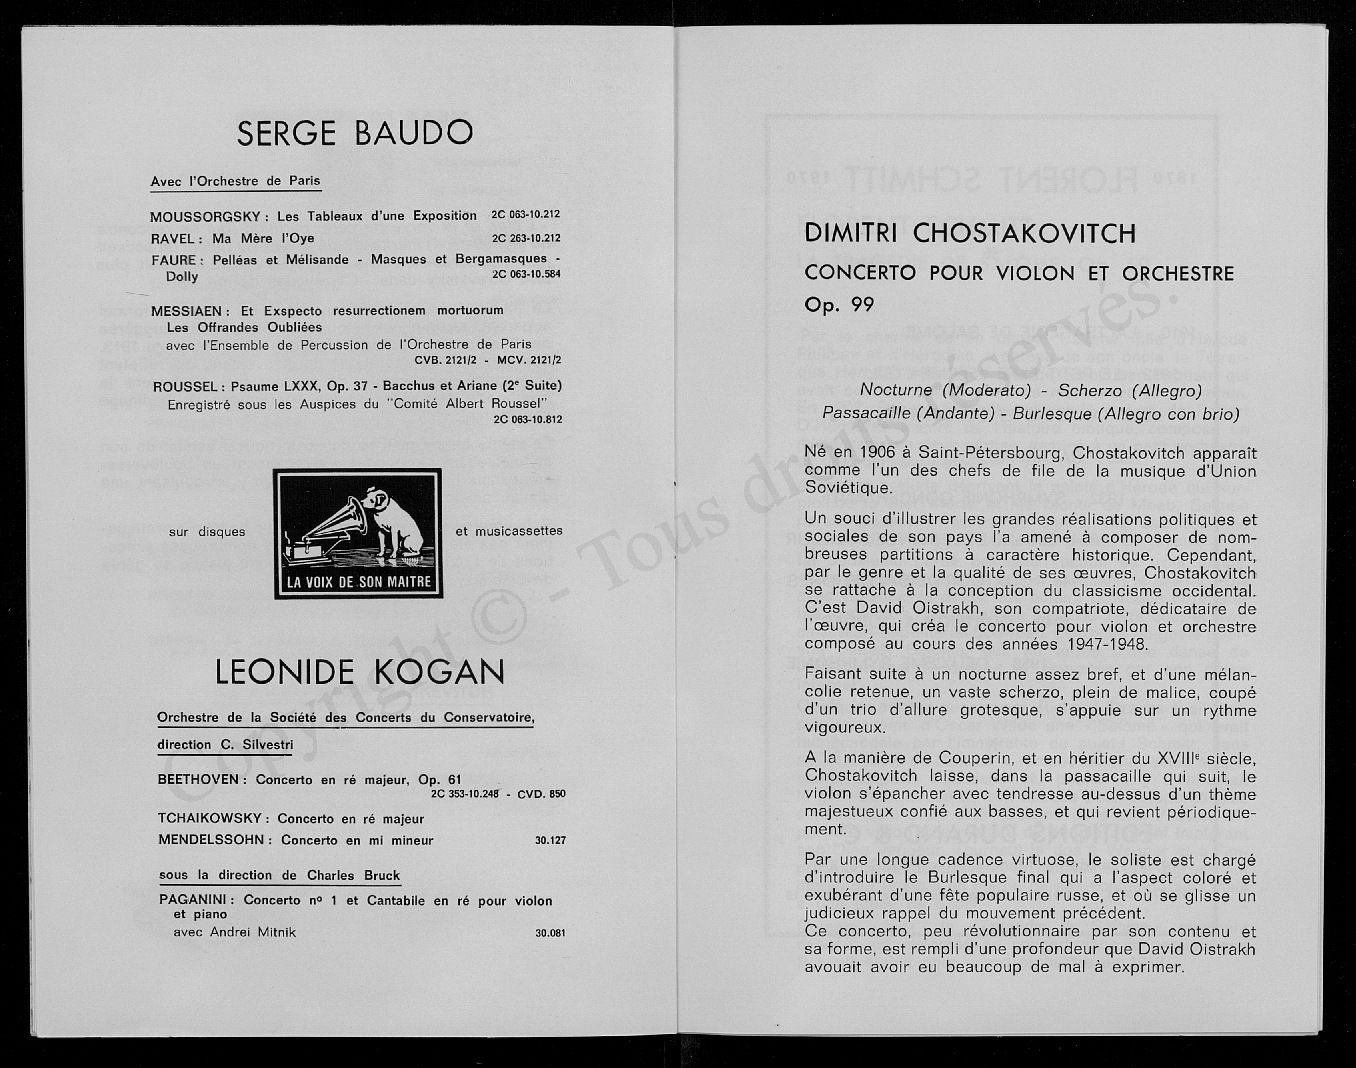 SERGE BAUDO
Avec l'Orchestre de Paris
MOUSSORGSKY : Les Tableaux d'une Exposition 2C 063-10.212
RAVEL : Ma Mère l'Oye 2C 263-10.212
FAURE : Pelléas et Mélisande - Masques et Bergamasques -
Dolly 2C 063-10.584
MESSIAEN : Et Exspecto resurrectionem mortuorum
Les Offrandes Oubliées
avec l'Ensemble de Percussion de l'Orchestre de Paris
CVB. 2121/2 - MCV. 2121/2
ROUSSEL : Psaume LXXX, Op. 37 - Bacchus et Ariane (2e Suite)
Enregistré sous les Auspices du "Comité Albert Roussel"
2C 063-10.812
sur disques
LA VOIX DE SON MAITRE
et musicassettes
LEONIDE KOGAN
Orchestre de la Société des Concerts du Conservatoire,
direction C. Silvestri
BEETHOVEN : Concerto en ré majeur, Op. 61
2C 353-10.248 - CVD. 850
TCHAIKOWSKY : Concerto en ré majeur
MENDELSSOHN : Concerto en mi mineur 30.127
sous la direction de Charles Bruck
PAGANINI : Concerto no 1 et Cantabile en ré pour violon
et piano
avec Andrei Mitnik 30.081
DIMITRI CHOSTAKOVITCH
CONCERTO POUR VIOLON ET ORCHESTRE
Op. 99
Nocturne (Moderato) - Scherzo (Allegro)
Passacaille (Andante) - Burlesque (Allegro con brio)
Né en 1906 à Saint-Pétersbourg, Chostakovitch apparaît
comme l'un des chefs de file de la musique d'Union
Soviétique.
Un souci d'illustrer les grandes réalisations politiques et
sociales de son pays l'a amené à composer de nom-
breuses partitions à caractère historique. Cependant,
par le genre et la qualité de ses œuvres, Chostakovitch
se rattache à la conception du classicisme occidental.
C'est David Oistrakh, son compatriote, dédicataire de
l'œuvre, qui créa le concerto pour violon et orchestre
composé au cours des années 1947-1948.
Faisant suite à un nocturne assez bref, et d'une mélan-
colie retenue, un vaste scherzo, plein de malice, coupé
d'un trio d'allure grotesque, s'appuie sur un rythme
vigoureux.
A la manière de Couperin, et en héritier du XVIIIe siècle,
Chostakovitch laisse, dans la passacaille qui suit, le
violon s'épancher avec tendresse au-dessus d'un thème
majestueux confié aux basses, et qui revient périodique-
ment.
Par une longue cadence virtuose, le soliste est chargé
d'introduire le Burlesque final qui a l'aspect coloré et
exubérant d'une fête populaire russe, et où se glisse un
judicieux rappel du mouvement précédent.
Ce concerto, peu révolutionnaire par son contenu et
sa forme, est rempli d'une profondeur que David Oistrakh
avouait avoir eu beaucoup de mal à exprimer.
Copyright © - Tous droits réservés.